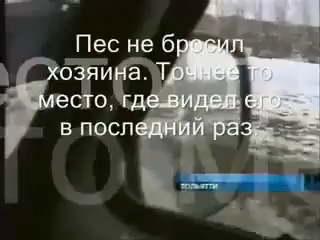 Пес не бросил
хозяина. Точнее то
место, где видел его
в последний раз.
ТОЛЬЯТТИ